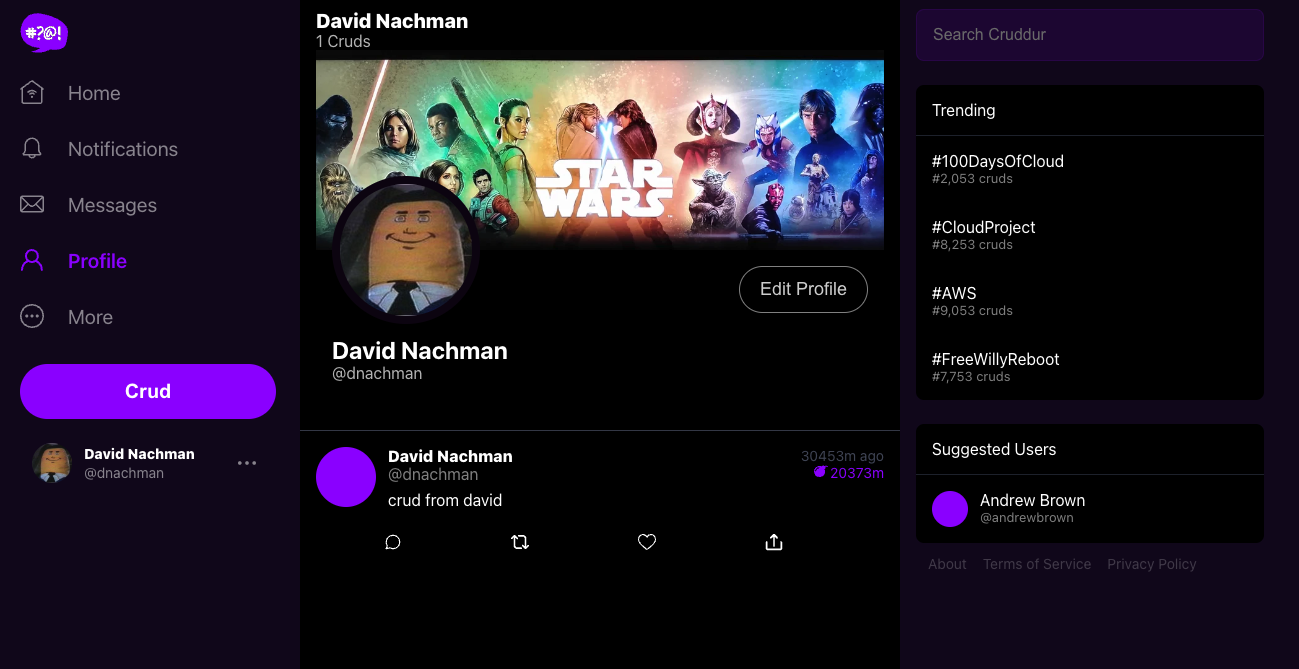 #?@!
Home
Notifications
Messages
Profile
More
Crud
David Nachman
@dnachman
David Nachman
1 Cruds
STAR
WARS
Edit Profile
David Nachman
@dnachman
David Nachman
30453m ago
@dnachman
20373m
crud from david
Search Cruddur
Trending
#100DaysOfCloud
#2,053 cruds
#CloudProject
#8,253 cruds
#AWS
#9,053 cruds
#FreeWillyReboot
#7,753 cruds
Suggested Users
Andrew Brown
@andrewbrown
About Terms of Service Privacy Policy